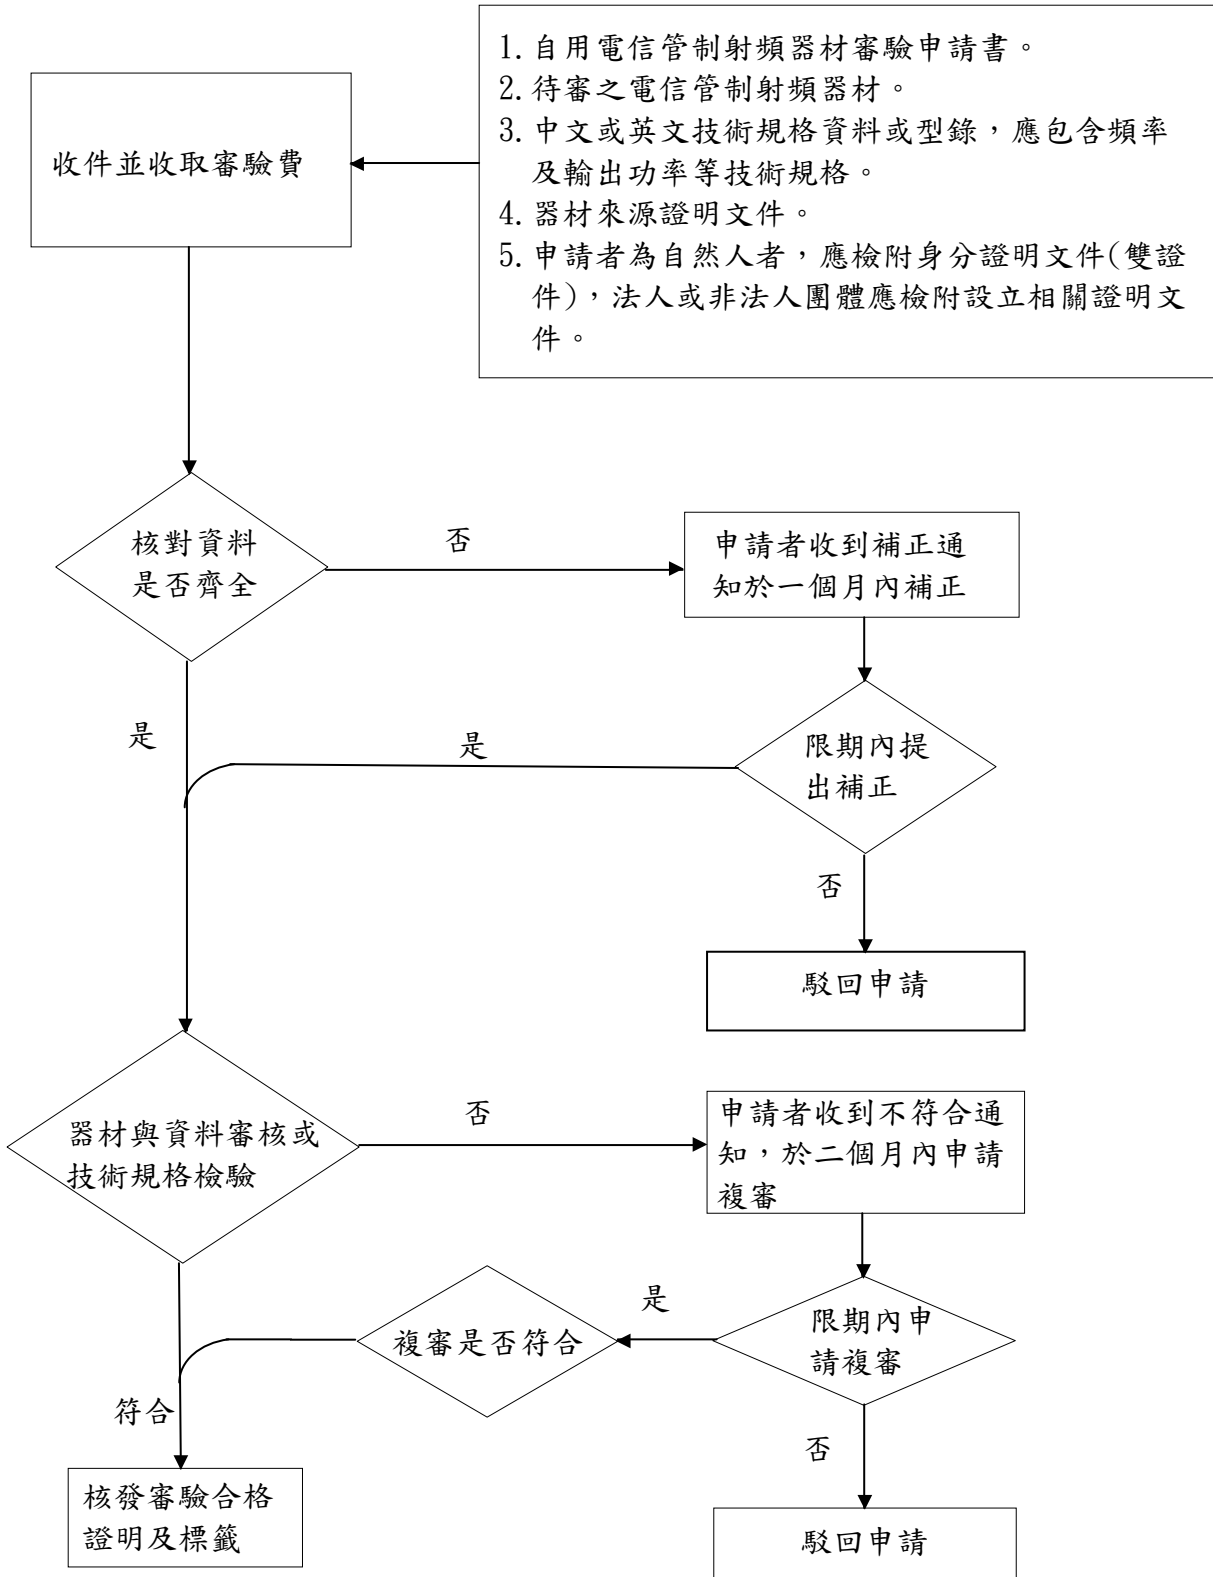 1. 自用電信管制射頻器材審驗申請書。
2. 待審之電信管制射頻器材。
3. 中文或英文技術規格資料或型錄，應包含頻率
及輸出功率等技術規格。
4. 器材來源證明文件。
5. 申請者為自然人者，應檢附身分證明文件(雙證
件)，法人或非法人團體應檢附設立相關證明文
件。
收件並收取審驗費
核對資料
是否齊全
否
申請者收到補正通
知於一個月內補正
是
是
限期內提
出補正
否
駁回申請
器材與資料審核或
技術規格檢驗
否
申請者收到不符合通
知，於二個月內申請
複審
限期內申
請複審
是
複審是否符合
符合
否
核發審驗合格
證明及標籤
駁回申請